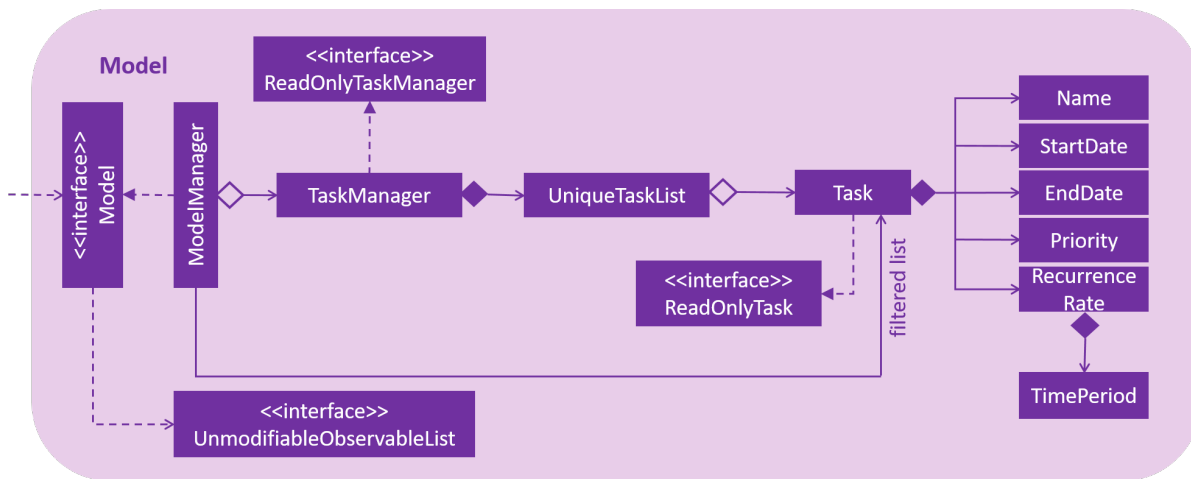 Model
<<interface>>
ReadOnlyTaskManager
<<interface>>
Model
ModelManager
TaskManager
UniqueTaskList
Task
Name
StartDate
EndDate
Priority
Recurrence
Rate
<<interface>>
ReadOnlyTask
filtered list
TimePeriod
<<interface>>
UnmodifiableObservableList